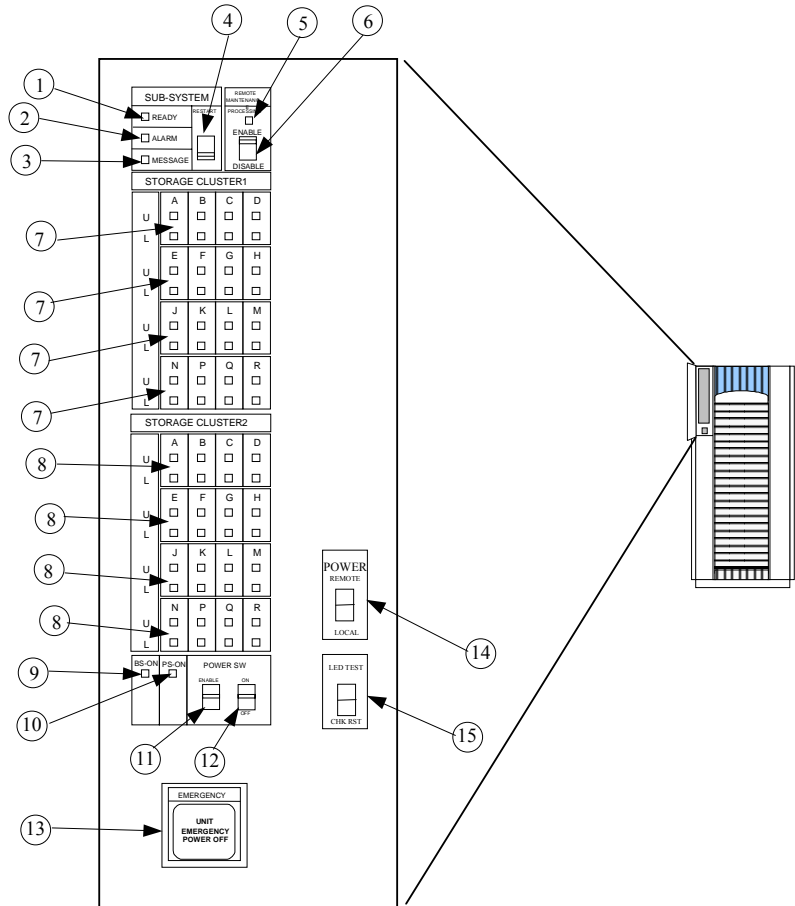 4
5
6
1
2
3
SUB-SYSTEM
READY
ALARM
MESSAGE
RESTART
REMOTE
MAINTENANCE
PROCESSING
ENABLE
DISABLE
STORAGE CLUSTER1
A B C D
U
L
7
E F G H
U
L
7
J K L M
U
L
7
N P Q R
U
L
7
STORAGE CLUSTER2
A B C D
U
L
8
E F G H
U
L
8
J K L M
U
L
8
N P Q R
U
L
8
BS-ON
PS-ON
POWER SW
ENABLE
ON
OFF
9
10
11
12
POWER
REMOTE
LOCAL
14
LED TEST
CHK RST
15
EMERGENCY
UNIT
EMERGENCY
POWER OFF
13